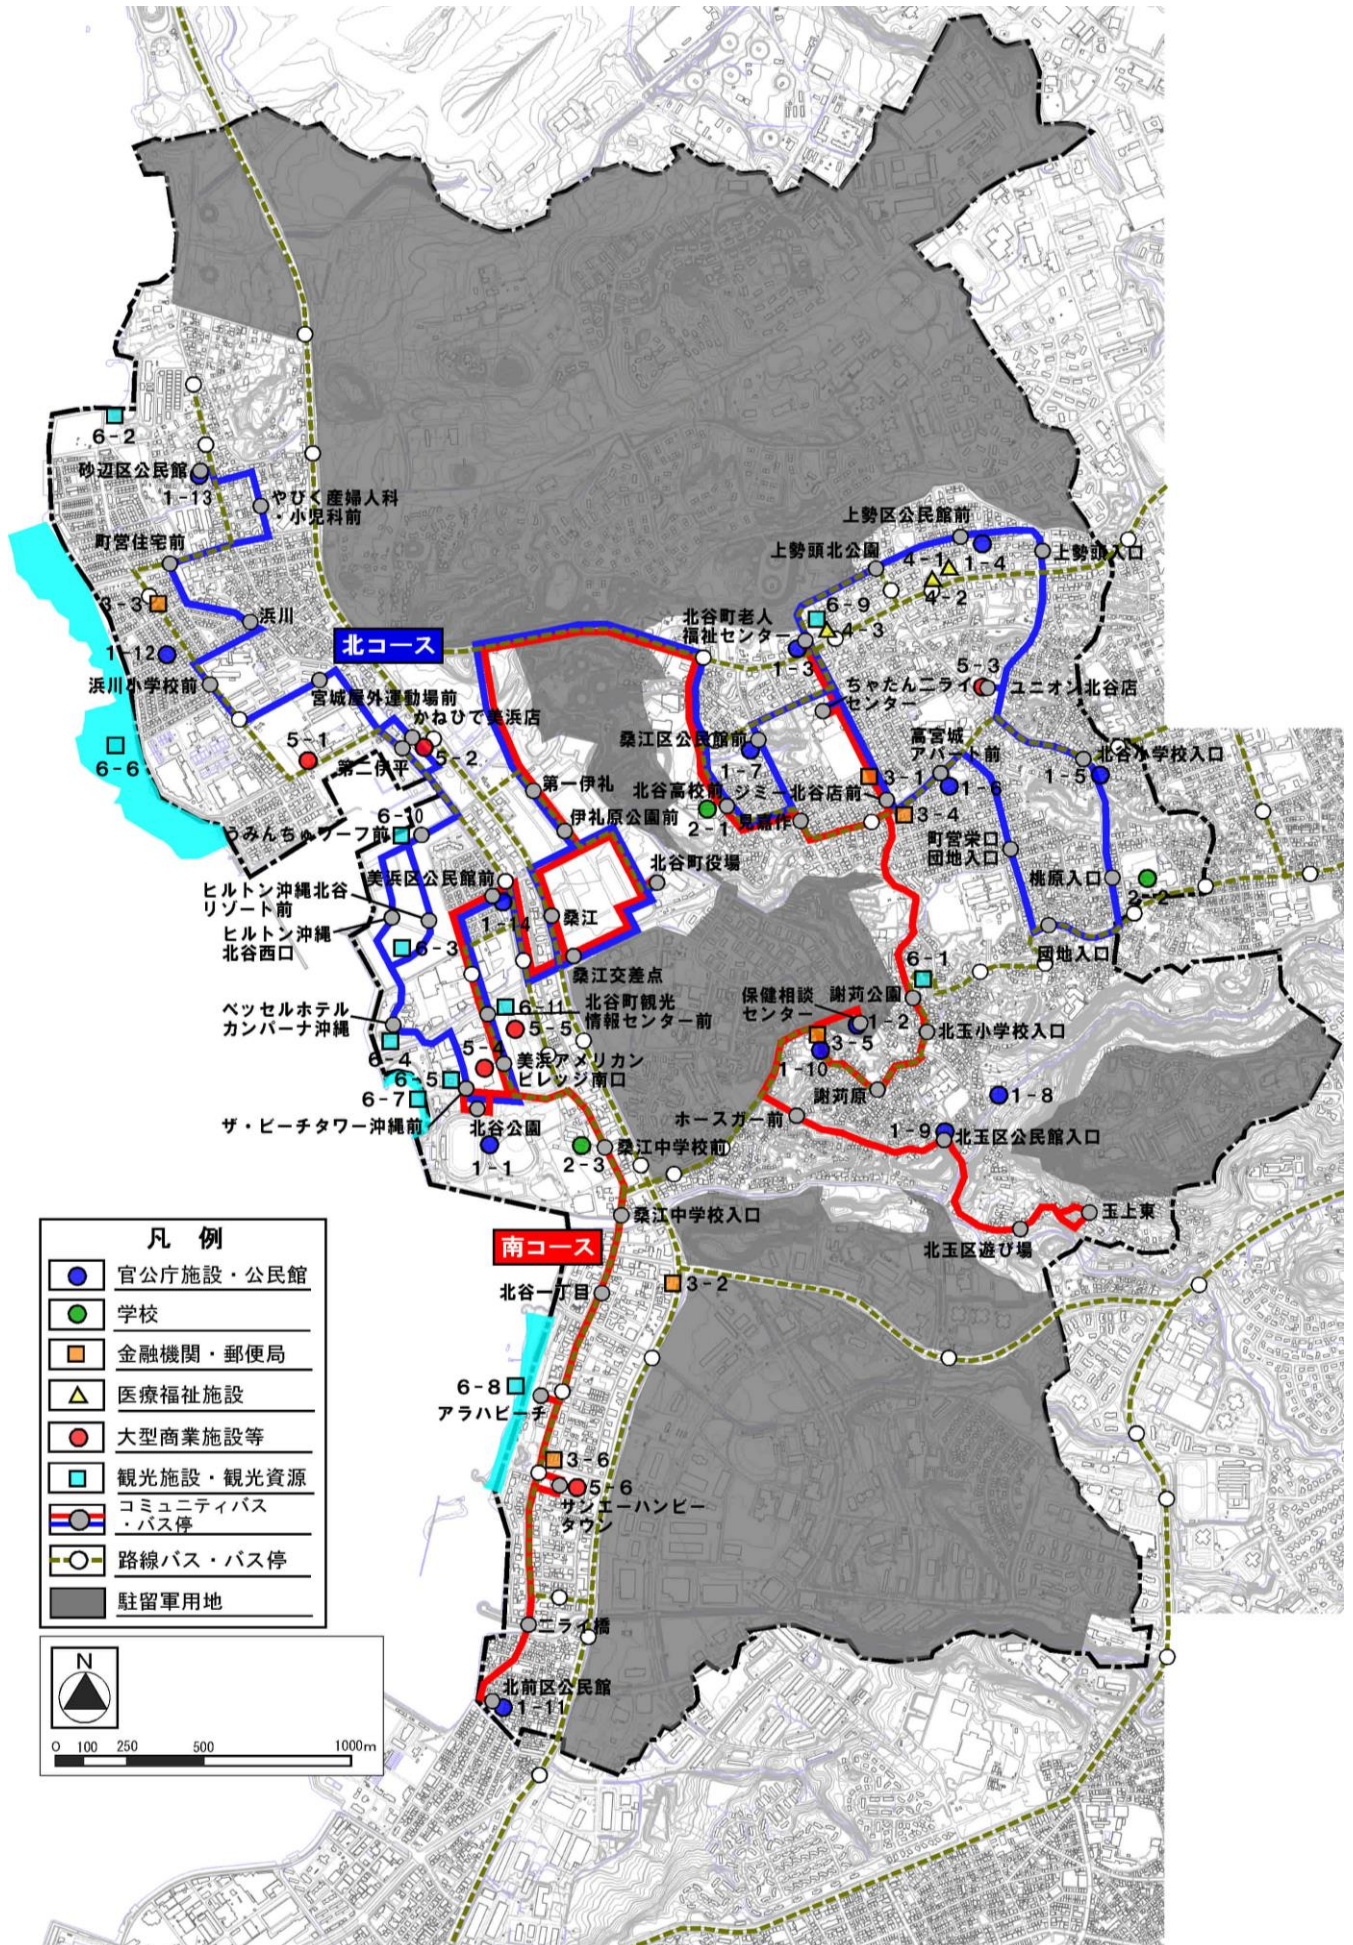 6-2
砂辺区公民館
1-13
やびく産婦人科
・小児科前
町営住宅前
3-3
浜川
1-12
浜川小学校前
北コース
宮城屋外運動場前
かねひで美浜店
5-1
5-2
第二伊平
6-6
6-10
うみんちゅワーフ前
第一伊礼
伊礼原公園前
北谷町役場
美浜区公民館前
1-14
ヒルトン沖縄北谷
リゾート前
ヒルトン沖縄
北谷西口
6-3
桑江
桑江交差点
ベッセルホテル
カンパーナ沖縄
6-11
北谷町観光
情報センター前
5-5
5-4
美浜アメリカン
ビレッジ南口
6-4
6-5
6-7
ザ・ビーチタワー沖縄前
北谷公園
1-1
2-3
桑江中学校前
桑江中学校入口
南コース
北谷一丁目
3-2
6-8
アラハビーチ
3-6
5-6
サンエーハンビー
タウン
ニライ橋
北前区公民館
1-11
上勢区公民館前
上勢頭北公園
4-1
1-4
上勢頭入口
4-2
6-9
北谷町老人
福祉センター
4-3
1-3
5-3
ユニオン北谷店
ちゃたんニライ
センター
桑江区公民館前
1-7
高宮城
アパート前
北谷小学校入口
1-5
北谷高校前
ジミー北谷店前
3-1
1-6
2-1
見嘉作
3-4
町営栄口
団地入口
桃原入口
2-2
団地入口
6-1
保健相談
センター
謝苅公園
1-2
3-5
1-10
北玉小学校入口
謝苅原
1-8
ホースガー前
1-9
北玉区公民館入口
玉上東
北玉区遊び場
凡 例
官公庁施設・公民館
学校
金融機関・郵便局
医療福祉施設
大型商業施設等
観光施設・観光資源
コミュニティバス
・バス停
路線バス・バス停
駐留軍用地
N
0 100 250 500 1000m